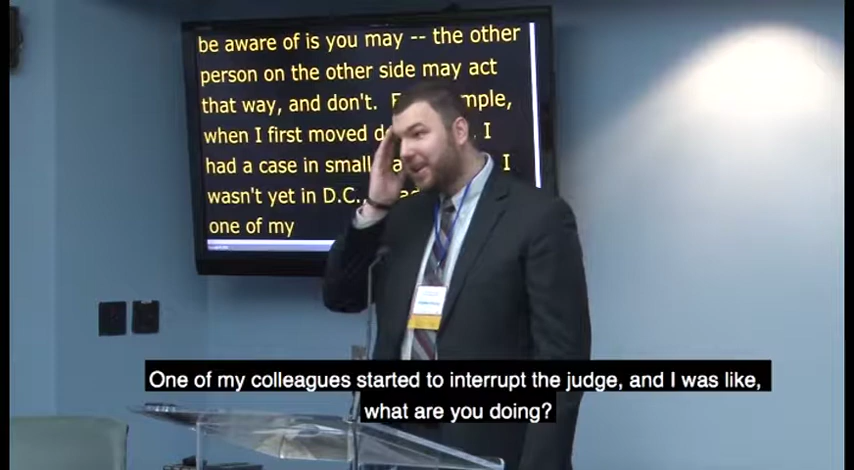 be aware of is you may -- the other
person on the other side may act
that way, and don't.   mple,
when I first moved d   . I
had a case in small   I
wasn't yet in D.C.,
one of my
One of my colleagues started to interrupt the judge, and I was like,
what are you doing?